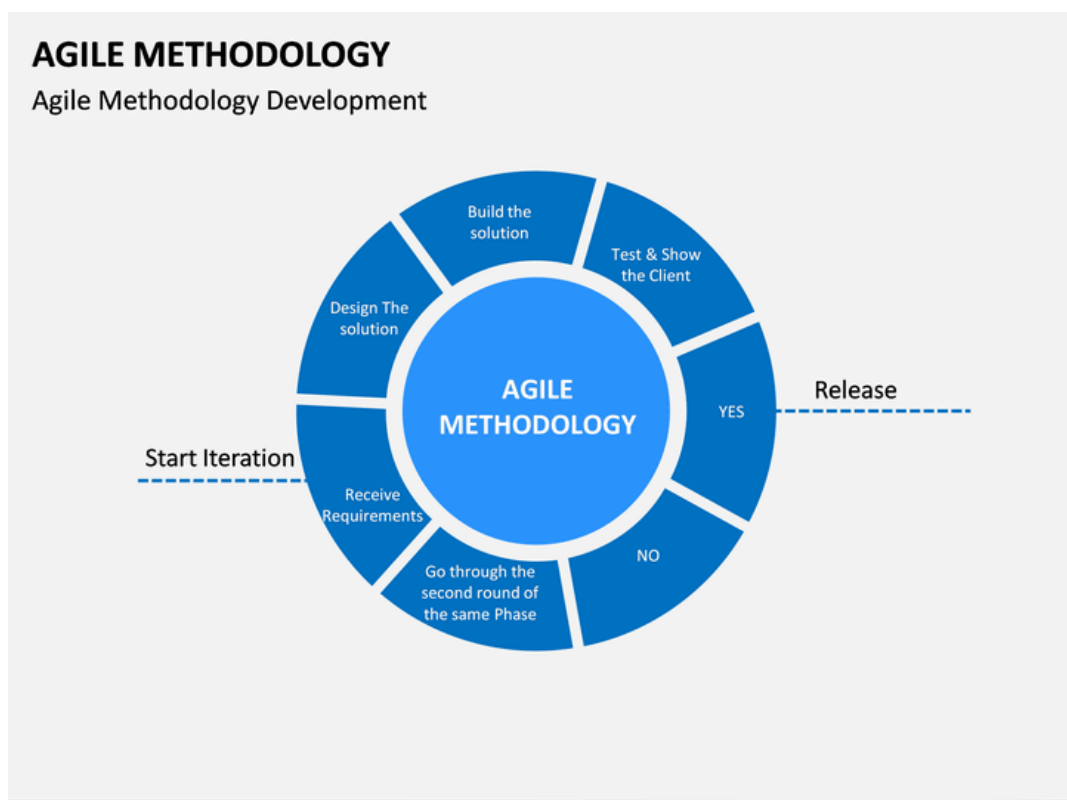 AGILE METHODOLOGY
Agile Methodology Development
Build the
solution
Test & Show
the Client
Design The
solution
AGILE
METHODOLOGY
YES
Release
Start Iteration
Receive
Requirements
NO
Go through the
second round of
the same Phase